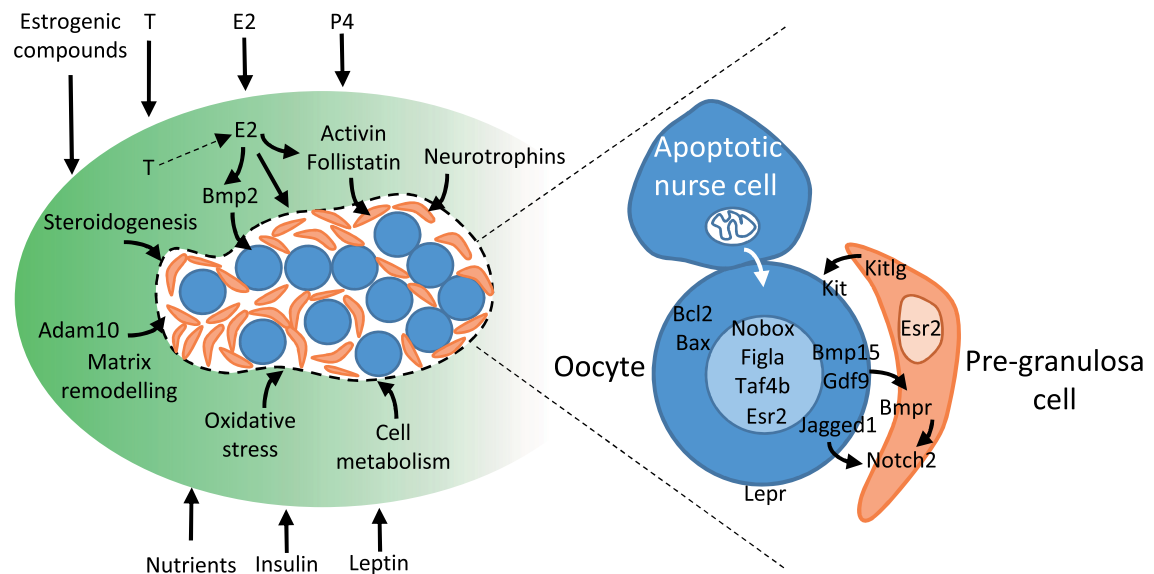 Estrogenic
compounds
T
E2
P4
E2
T
Activin
Follistatin
Neurotrophins
Bmp2
Steroidogenesis
Adam10
Matrix
remodelling
Oxidative
stress
Cell
metabolism
Nutrients
Insulin
Leptin
Apoptotic
nurse cell
Kitlg
Kit
Bcl2
Bax
Nobox
Figla
Taf4b
Esr2
Bmp15
Gdf9
Esr2
Oocyte
Pre-granulosa
cell
Bmpr
Jagged1
Notch2
Lepr